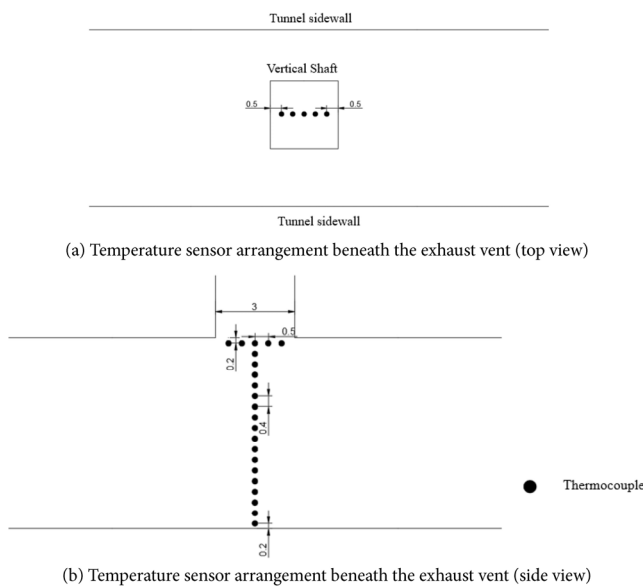 Tunnel sidewall
Vertical Shaft
0.5
0.5
Tunnel sidewall
(a) Temperature sensor arrangement beneath the exhaust vent (top view)
3
0.5
0.2
0.4
Thermocouple
0.2
(b) Temperature sensor arrangement beneath the exhaust vent (side view)